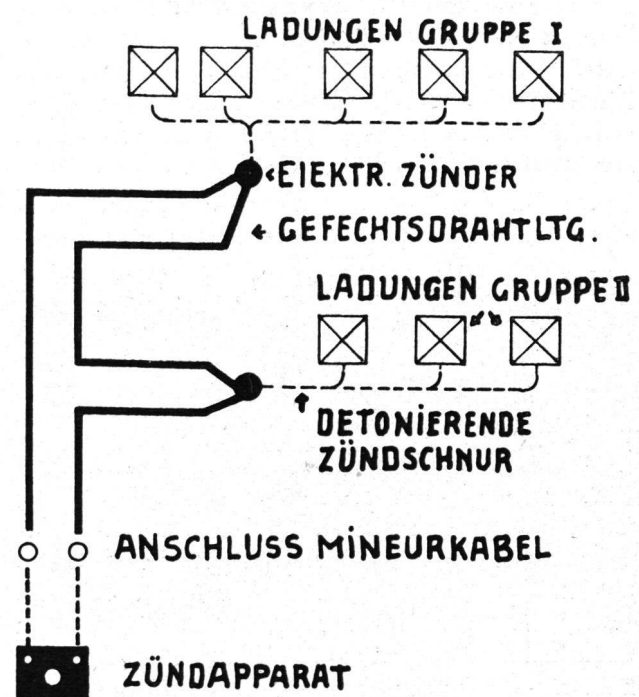 LADUNGEN GRUPPE I
EIEKTR. ZÜNDER
GEFECHTSDRAHTLTG.
LADUNGEN GRUPPE II
DETONIERENDE
ZÜNDSCHNUR
ANSCHLUSS MINEURKABEL
ZÜNDAPPARAT